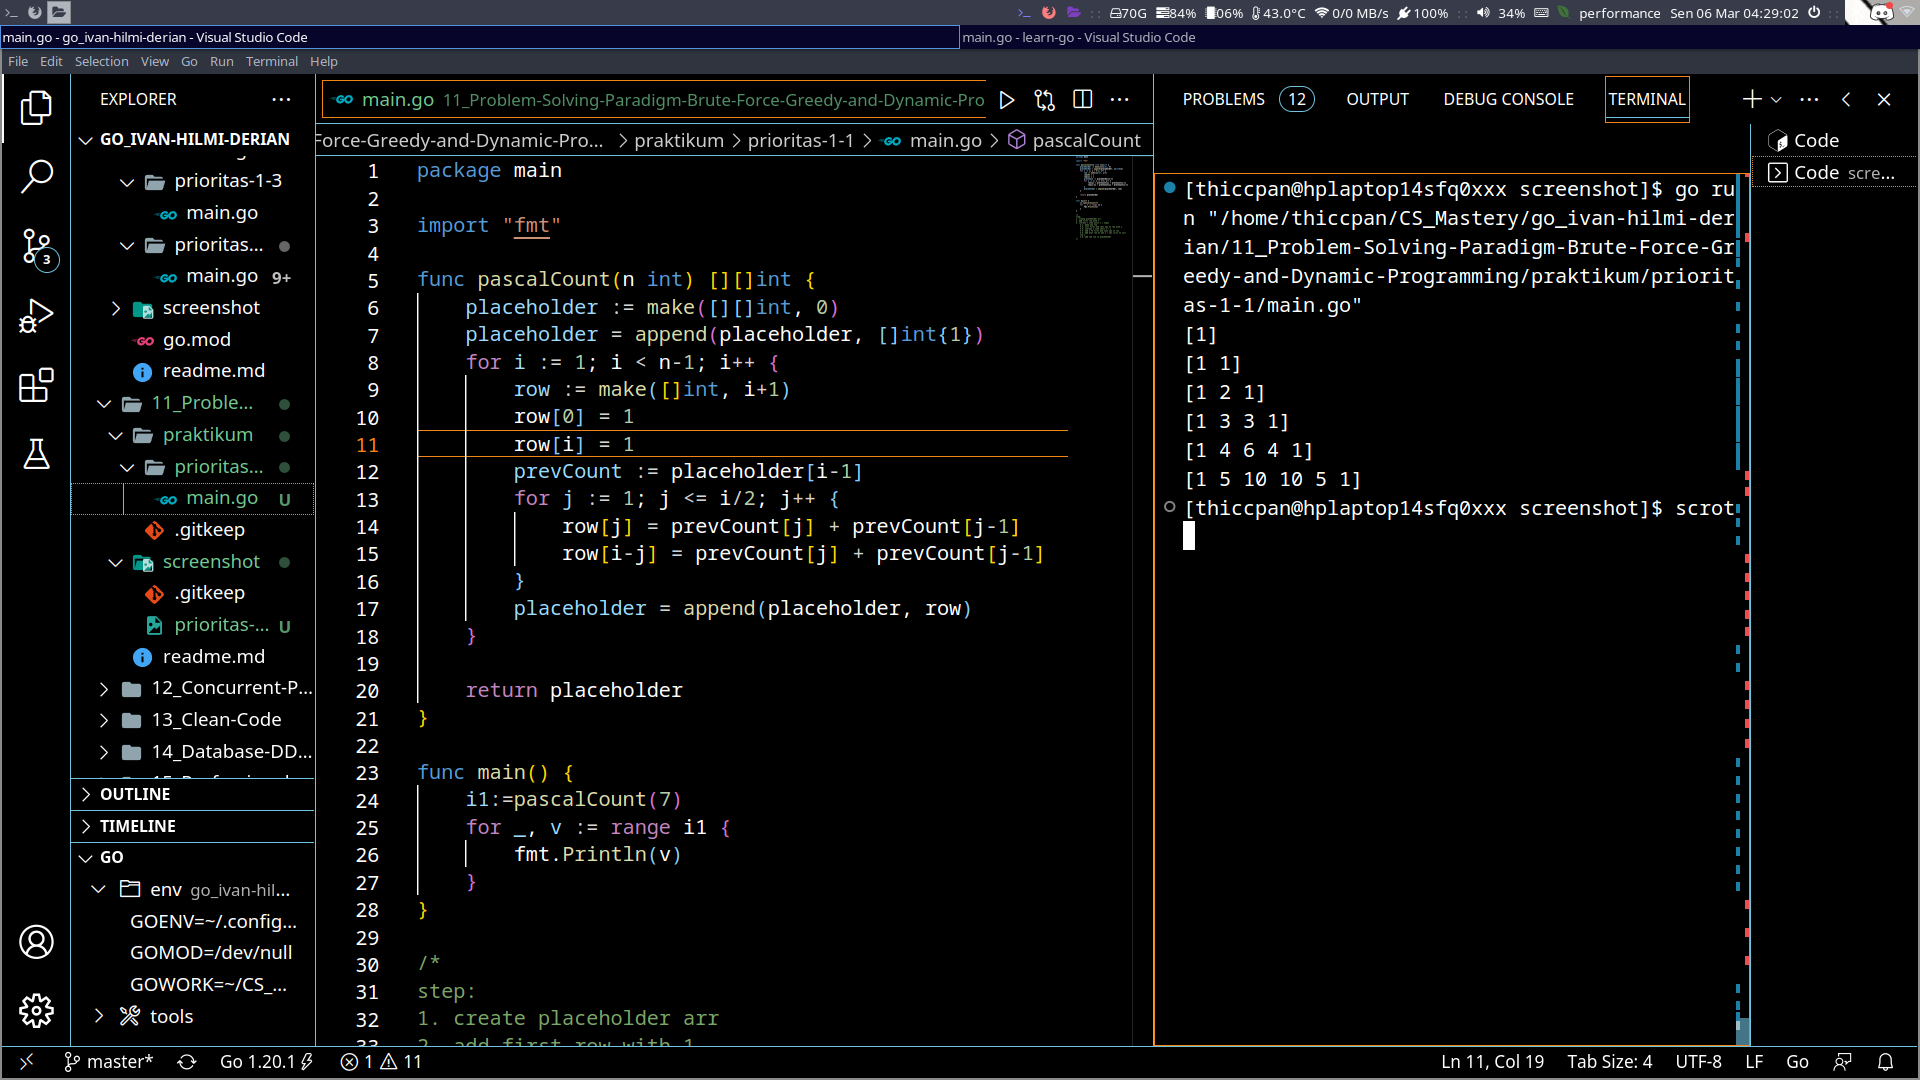 70G 84% 06% 43.0°C 0/0 MB/s 100% 34% performance Sen 06 Mar 04:29:02
main.go - go_ivan-hilmi-derian - Visual Studio Code
main.go - learn-go - Visual Studio Code
File Edit Selection View Go Run Terminal Help
EXPLORER
GO_IVAN-HILMI-DERIAN
prioritas-1-3
main.go
prioritas...
main.go 9+
screenshot
go.mod
readme.md
11_Proble...
praktikum
prioritas...
main.go U
.gitkeep
screenshot
.gitkeep
prioritas-... U
readme.md
12_Concurrent-P...
13_Clean-Code
14_Database-DD...
OUTLINE
TIMELINE
GO
env go_ivan-hil...
GOENV=~/.config...
GOMOD=/dev/null
GOWORK=~/CS_...
tools
3
main.go 11_Problem-Solving-Paradigm-Brute-Force-Greedy-and-Dynamic-Pro
Force-Greedy-and-Dynamic-Pro... > praktikum > prioritas-1-1 > main.go > pascalCount
1 package main
2
3 import "fmt"
4
5 func pascalCount(n int) [][]int {
6 placeholder := make([][]int, 0)
7 placeholder = append(placeholder, []int{1})
8 for i := 1; i < n-1; i++ {
9 row := make([]int, i+1)
10 row[0] = 1
11 row[i] = 1
12 prevCount := placeholder[i-1]
13 for j := 1; j <= i/2; j++ {
14 row[j] = prevCount[j] + prevCount[j-1]
15 row[i-j] = prevCount[j] + prevCount[j-1]
16 }
17 placeholder = append(placeholder, row)
18 }
19
20 return placeholder
21 }
22
23 func main() {
24 i1:=pascalCount(7)
25 for _, v := range i1 {
26 fmt.Println(v)
27 }
28 }
29
30 /*
31 step:
32 1. create placeholder arr
33 2. add first row with 1
PROBLEMS 12 OUTPUT DEBUG CONSOLE TERMINAL
[thiccpan@hplaptop14sfq0xxx screenshot]$ go ru
n "/home/thiccpan/CS_Mastery/go_ivan-hilmi-der
ian/11_Problem-Solving-Paradigm-Brute-Force-Gr
eedy-and-Dynamic-Programming/praktikum/priorit
as-1-1/main.go"
[1]
[1 1]
[1 2 1]
[1 3 3 1]
[1 4 6 4 1]
[1 5 10 10 5 1]
[thiccpan@hplaptop14sfq0xxx screenshot]$ scrot
Code
Code scre...
master* Go 1.20.1 1 11 Ln 11, Col 19 Tab Size: 4 UTF-8 LF Go